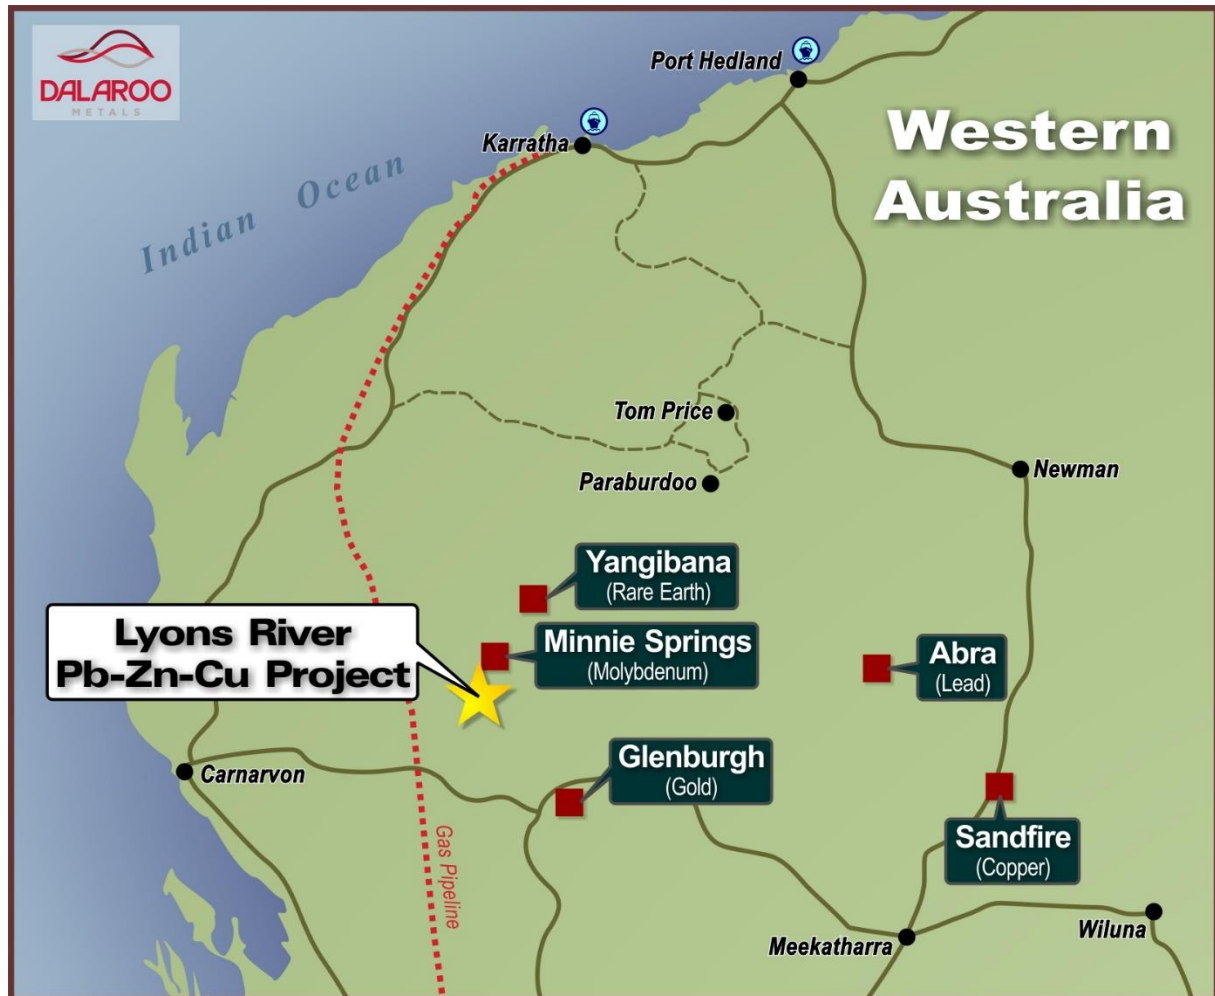 DALAROO
METALS
Port Hedland
Western
Australia
Karratha
Indian Ocean
Tom Price
Newman
Paraburdoo
Yangibana
(Rare Earth)
Lyons River
Pb-Zn-Cu Project
Minnie Springs
(Molybdenum)
Abra
(Lead)
Carnarvon
Glenburgh
(Gold)
Gas Pipeline
Sandfire
(Copper)
Meekatharra
Wiluna